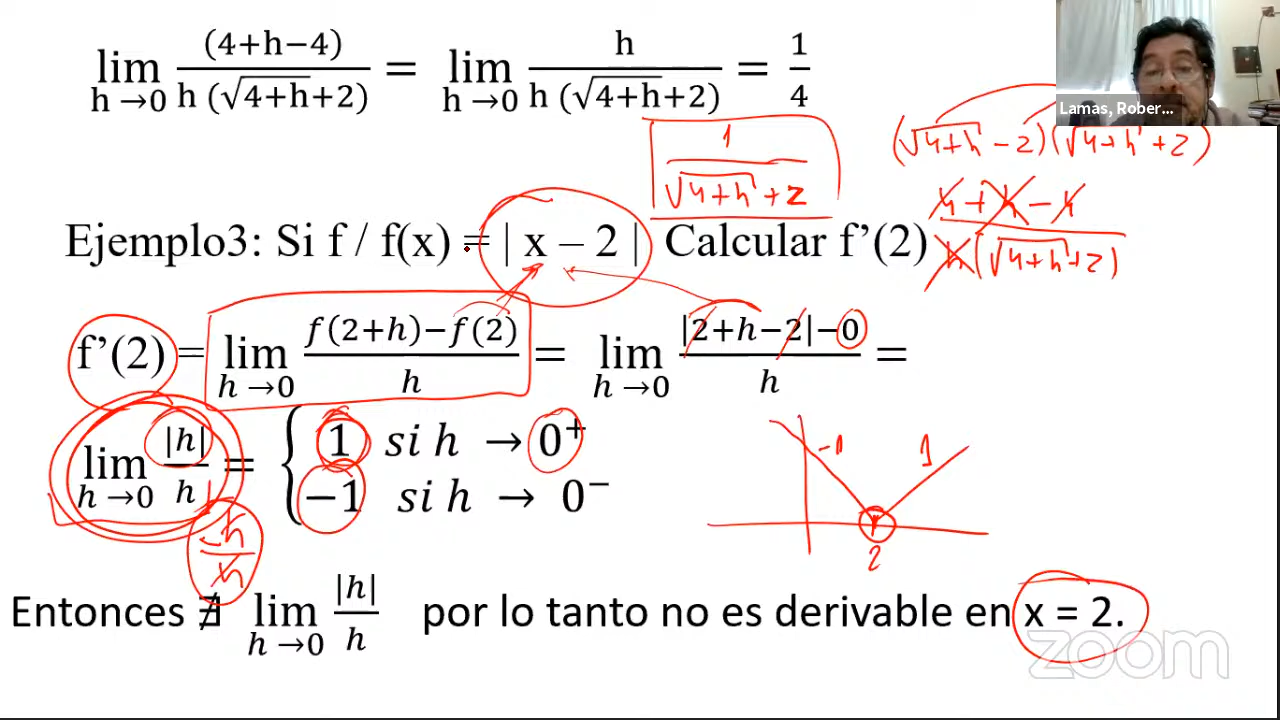 lim h→0 (4+h−4) / h (√4+h+2) = lim h→0 h / h (√4+h+2) = 1/4
Lamas, Rober...
(√4+h − 2)(√4+h + 2)
1 / √4+h + 2
4 + h − 4 / h (√4+h + 2)
Ejemplo3: Si f / f(x) = | x – 2 | Calcular f’(2)
f’(2) = lim h→0 f(2+h)−f(2) / h = lim h→0 |2+h−2|−0 / h =
lim h→0 |h| / h = { 1 si h → 0⁺
−1 si h → 0⁻
-1 1
2
-h / h
Entonces ∄ lim h→0 |h| / h por lo tanto no es derivable en x = 2.
zoom